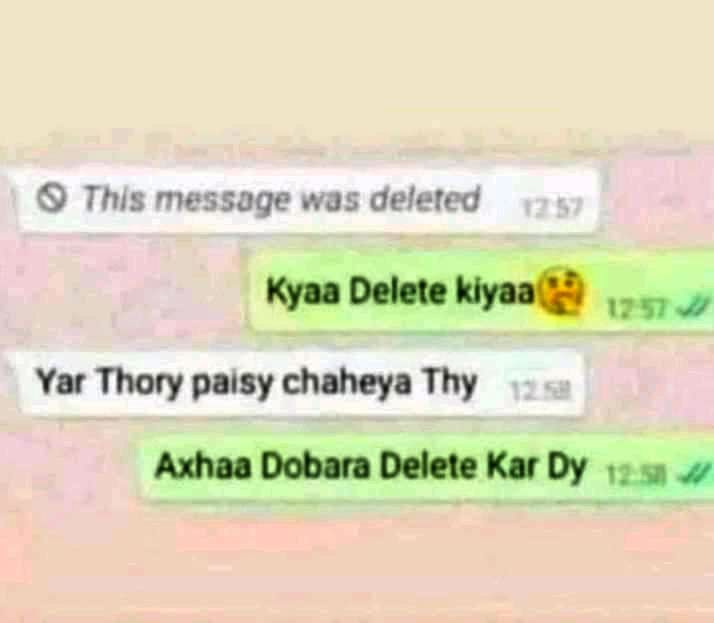 This message was deleted 12:57
Kyaa Delete kiyaa🤔 12:57
Yar Thory paisy chaheya Thy 12:58
Axhaa Dobara Delete Kar Dy 12:58